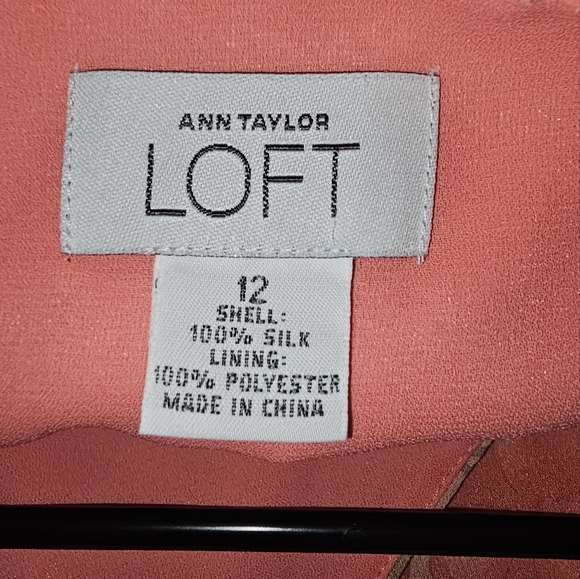 ANN TAYLOR
LOFT
12
SHELL:
100% SILK
LINING:
100% POLYESTER
MADE IN CHINA